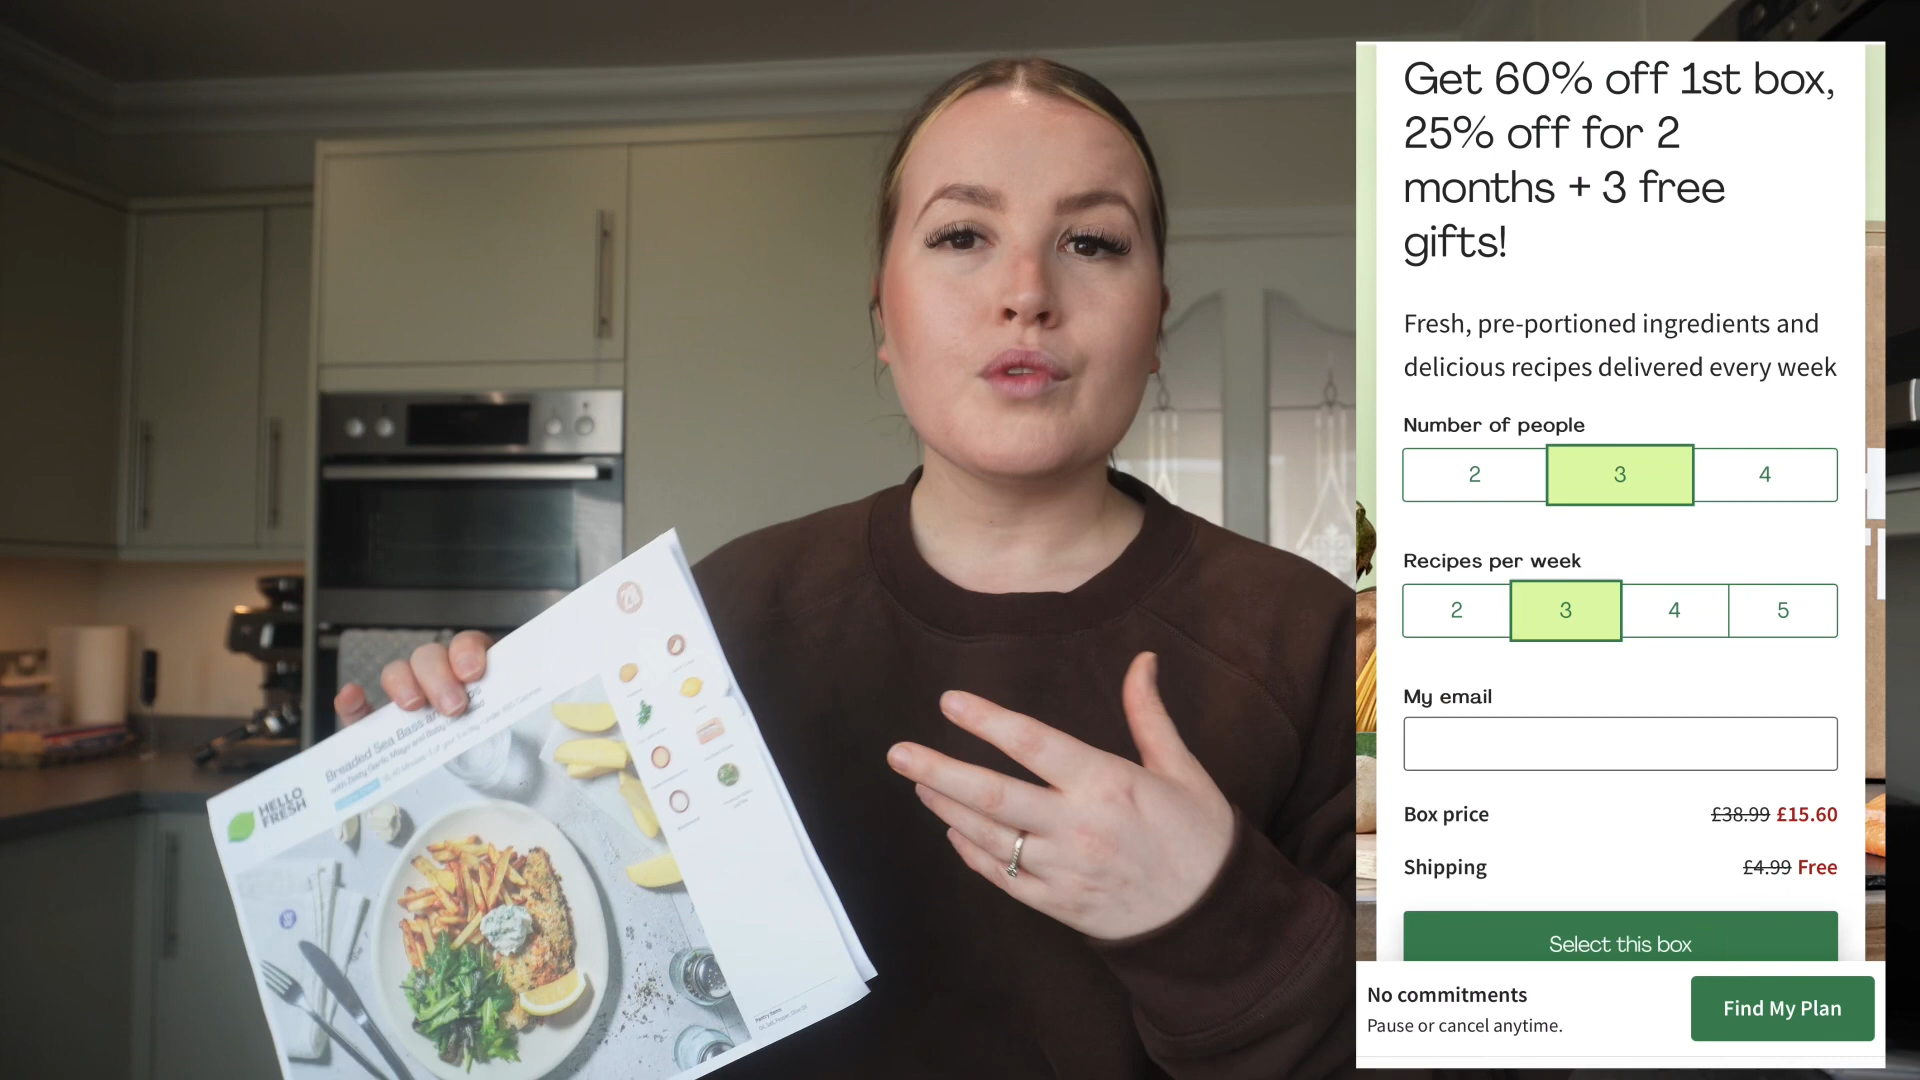 Get 60% off 1st box,
25% off for 2
months + 3 free
gifts!
Fresh, pre-portioned ingredients and
delicious recipes delivered every week
Number of people
2 3 4
Recipes per week
2 3 4 5
My email
Box price £38.99 £15.60
Shipping £4.99 Free
Select this box
No commitments
Pause or cancel anytime.
Find My Plan
Breaded Sea Bass
HELLO
FRESH